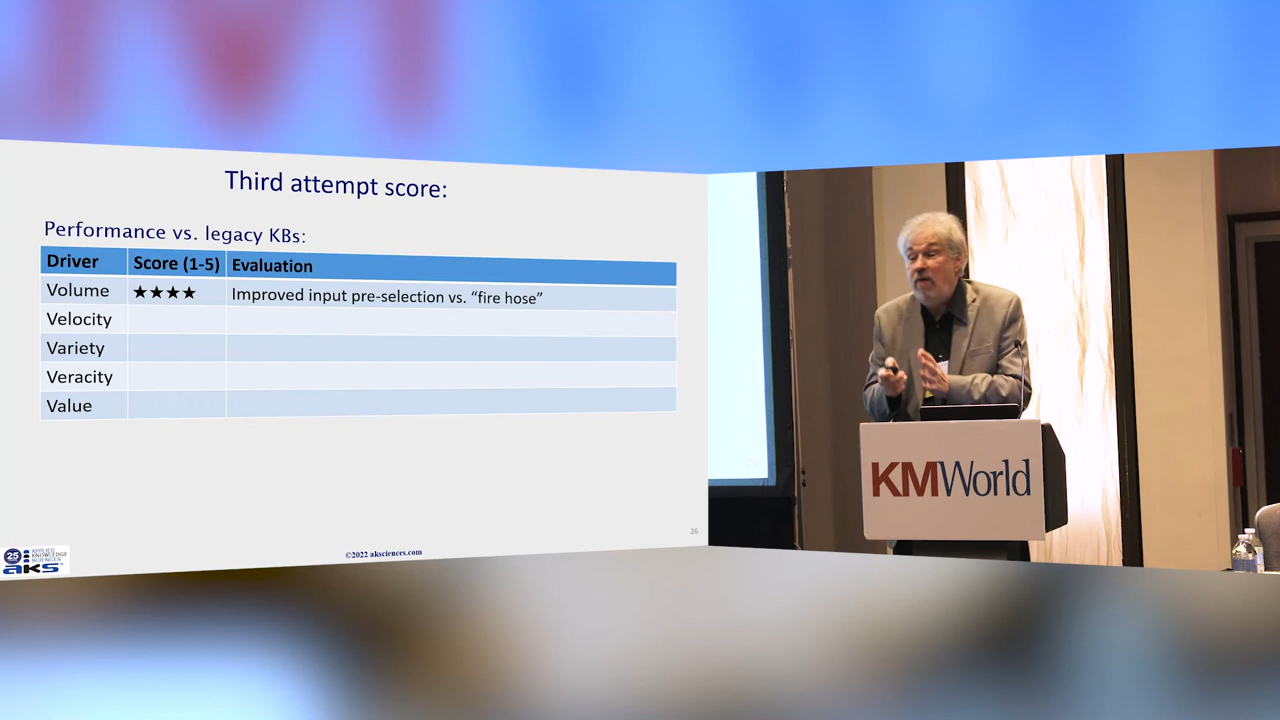 Third attempt score:
Performance vs. legacy KBs:
Driver Score (1-5) Evaluation
Volume ★★★★ Improved input pre-selection vs. “fire hose”
Velocity
Variety
Veracity
Value
26
25
APPLIED
KNOWLEDGE
SCIENCES
aks
©2022 aksciences.com
KMWorld